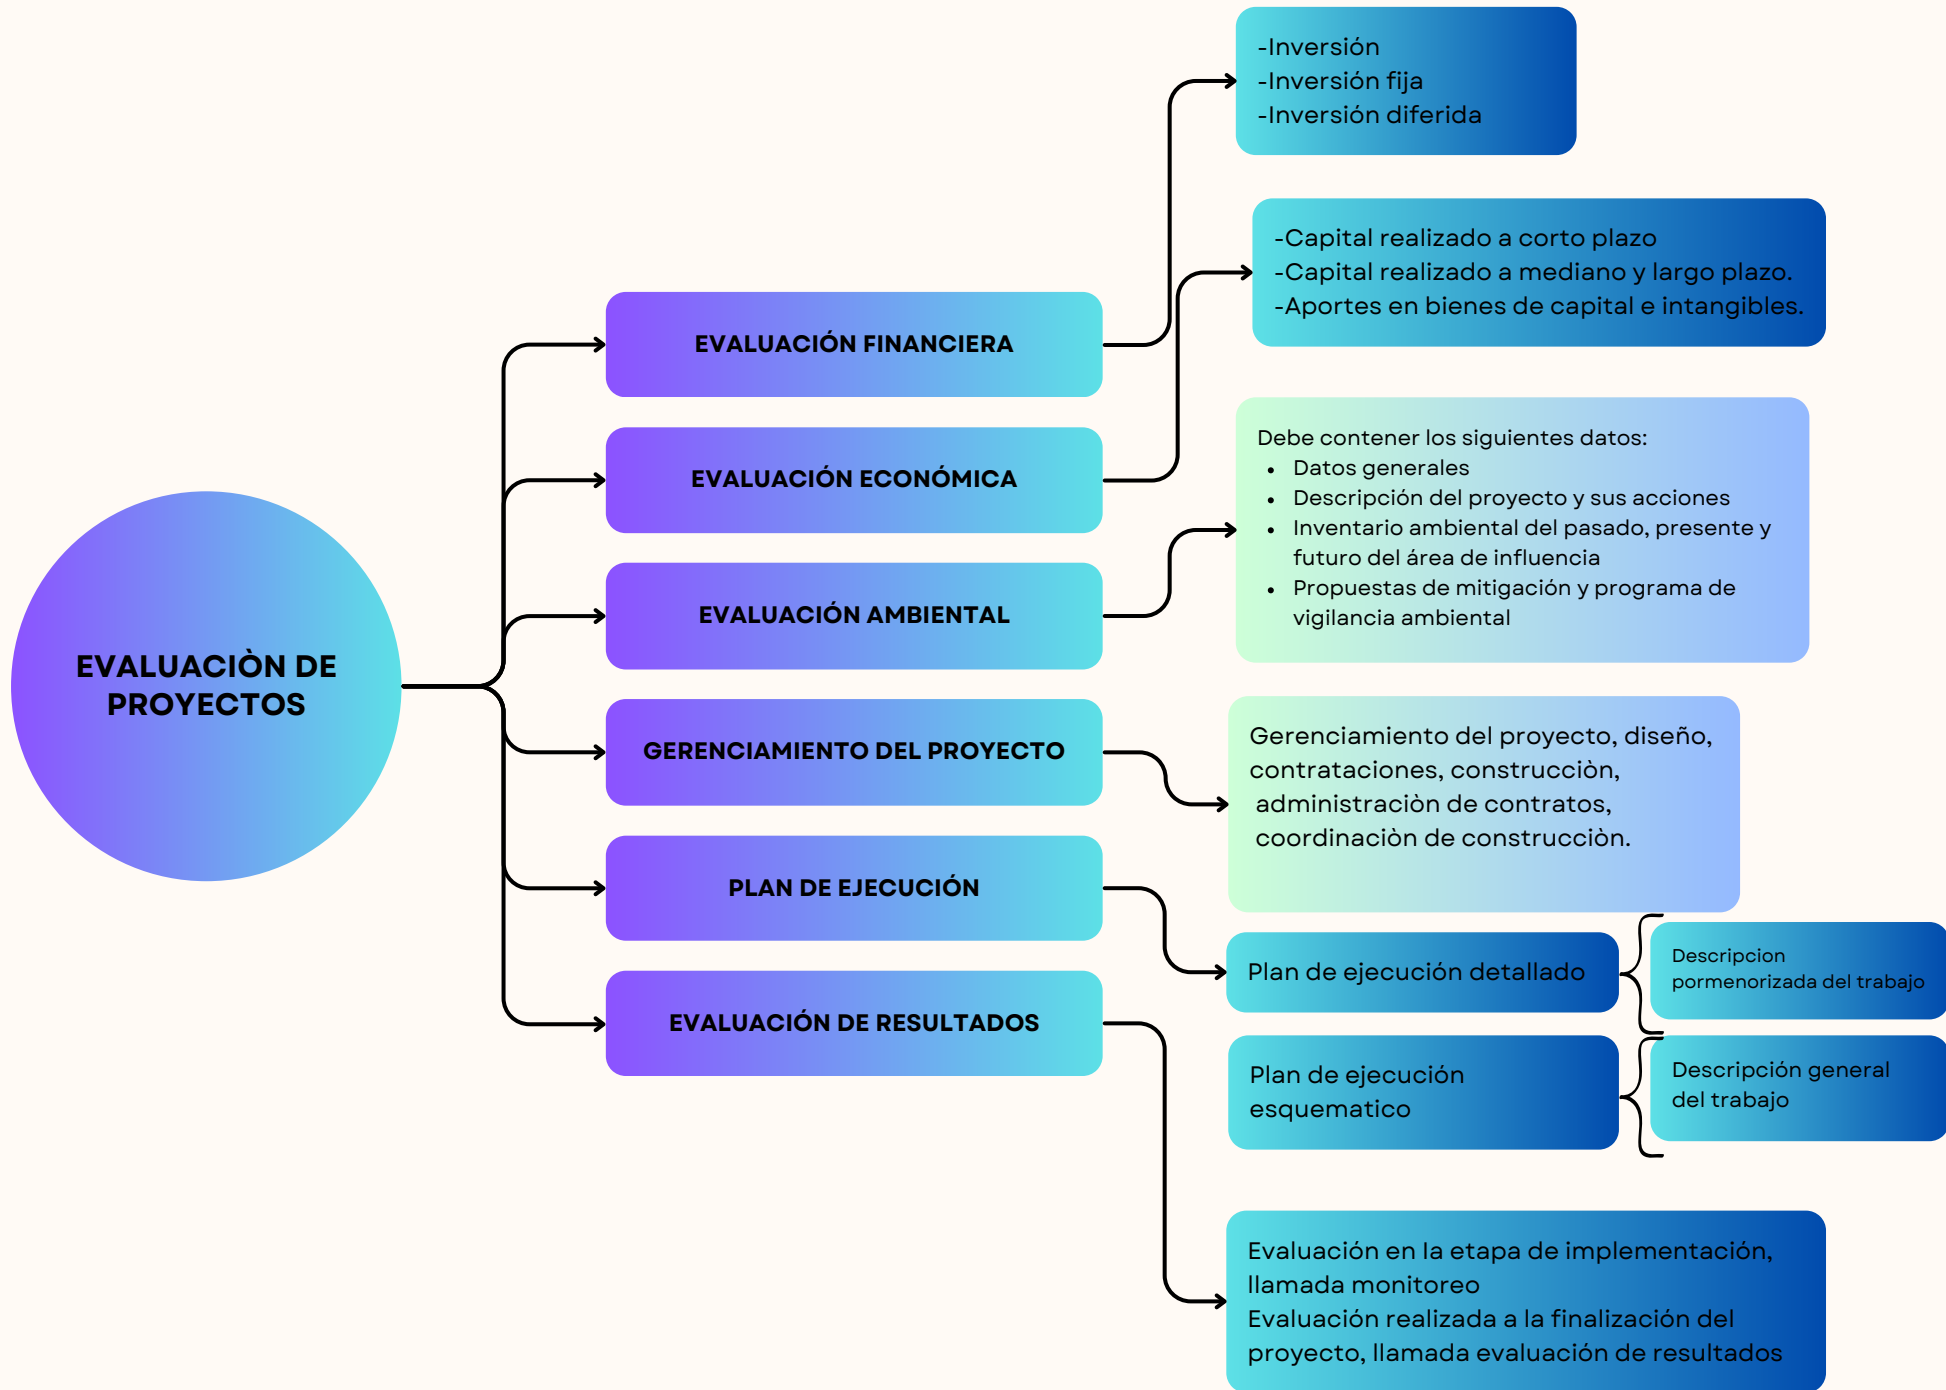 EVALUACIÒN DE
PROYECTOS
EVALUACIÓN FINANCIERA
-Inversión
-Inversión fija
-Inversión diferida
EVALUACIÓN ECONÓMICA
-Capital realizado a corto plazo
-Capital realizado a mediano y largo plazo.
-Aportes en bienes de capital e intangibles.
EVALUACIÓN AMBIENTAL
Debe contener los siguientes datos:
• Datos generales
• Descripción del proyecto y sus acciones
• Inventario ambiental del pasado, presente y
futuro del área de influencia
• Propuestas de mitigación y programa de
vigilancia ambiental
GERENCIAMIENTO DEL PROYECTO
Gerenciamiento del proyecto, diseño,
contrataciones, construcciòn,
administraciòn de contratos,
coordinaciòn de construcciòn.
PLAN DE EJECUCIÓN
Plan de ejecución detallado
Descripcion
pormenorizada del trabajo
Plan de ejecución
esquematico
Descripción general
del trabajo
EVALUACIÓN DE RESULTADOS
Evaluación en la etapa de implementación,
llamada monitoreo
Evaluación realizada a la finalización del
proyecto, llamada evaluación de resultados